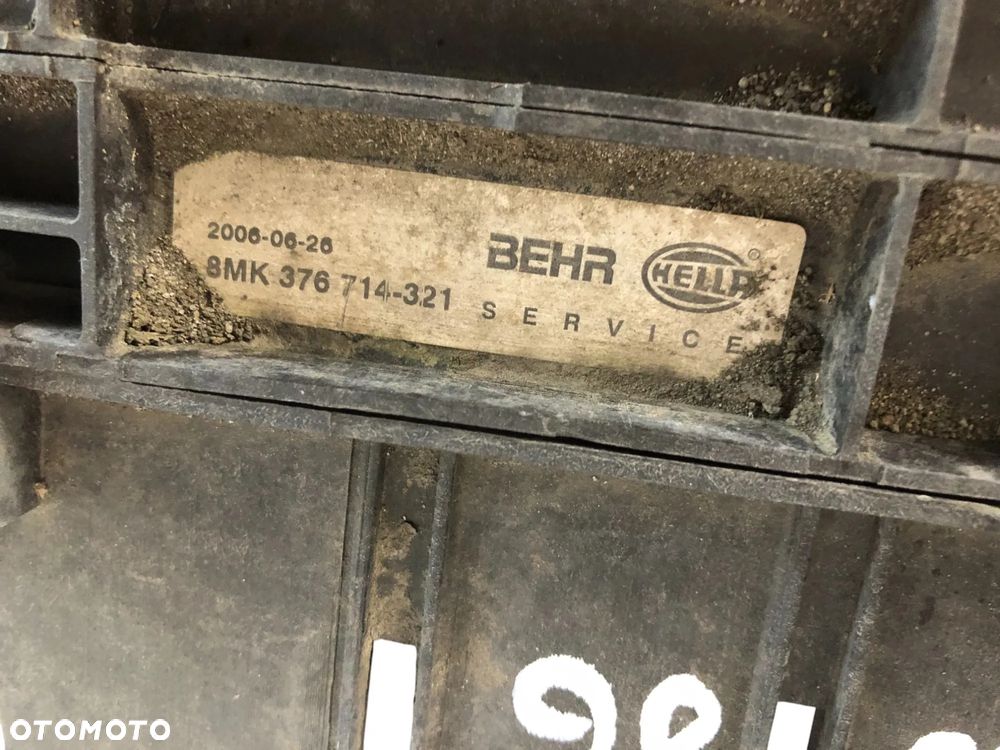 2006-06-26
8MK 376 714-321
BEHR HELLA ®
SERVICE
OTOMOTO